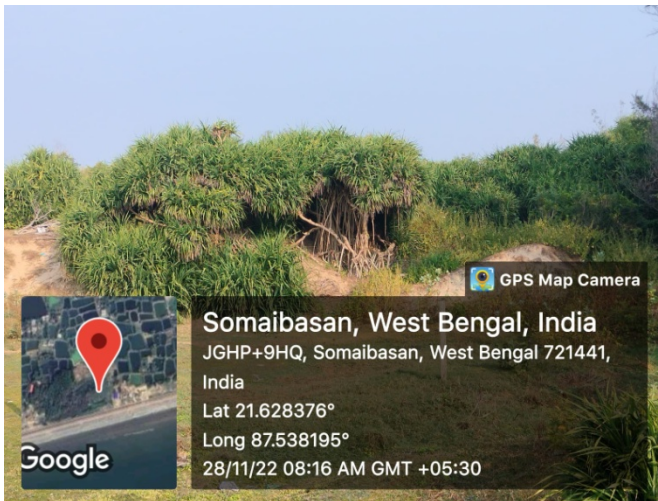 GPS Map Camera
Somaibasan, West Bengal, India
JGHP+9HQ, Somaibasan, West Bengal 721441,
India
Lat 21.628376°
Long 87.538195°
28/11/22 08:16 AM GMT +05:30
Google